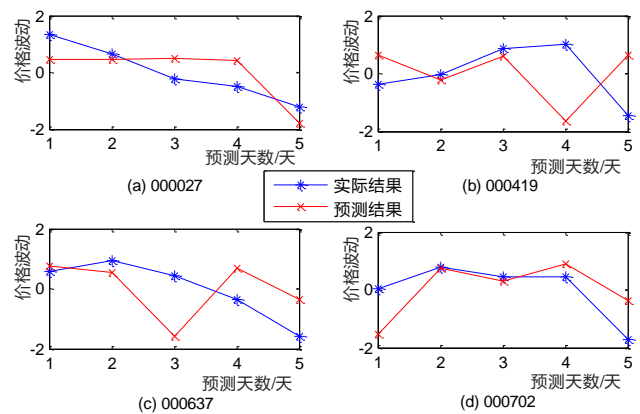 2
0
-2
价格波动
1 2 3 4 5
预测天数/天
(a) 000027
2
0
-2
价格波动
1 2 3 4 5
预测天数/天
(b) 000419
实际结果
预测结果
2
0
-2
价格波动
1 2 3 4 5
预测天数/天
(c) 000637
2
0
-2
价格波动
1 2 3 4 5
预测天数/天
(d) 000702